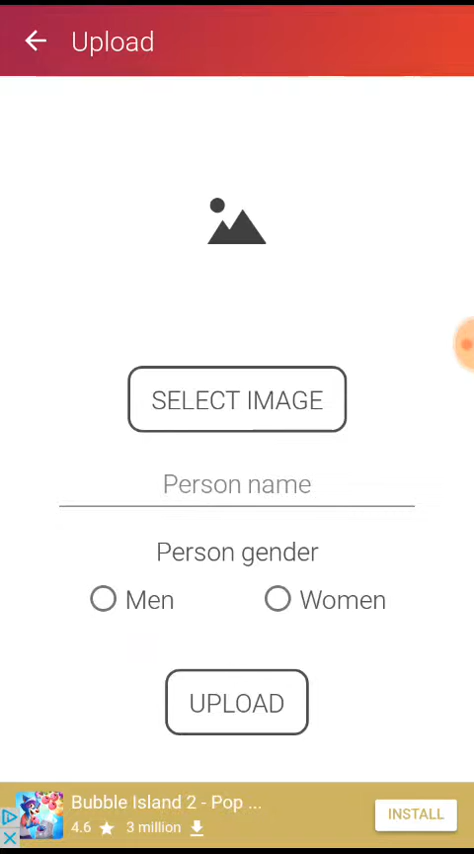 Upload
SELECT IMAGE
Person name
Person gender
Men Women
UPLOAD
Bubble Island 2 - Pop ...
4.6 3 million
INSTALL